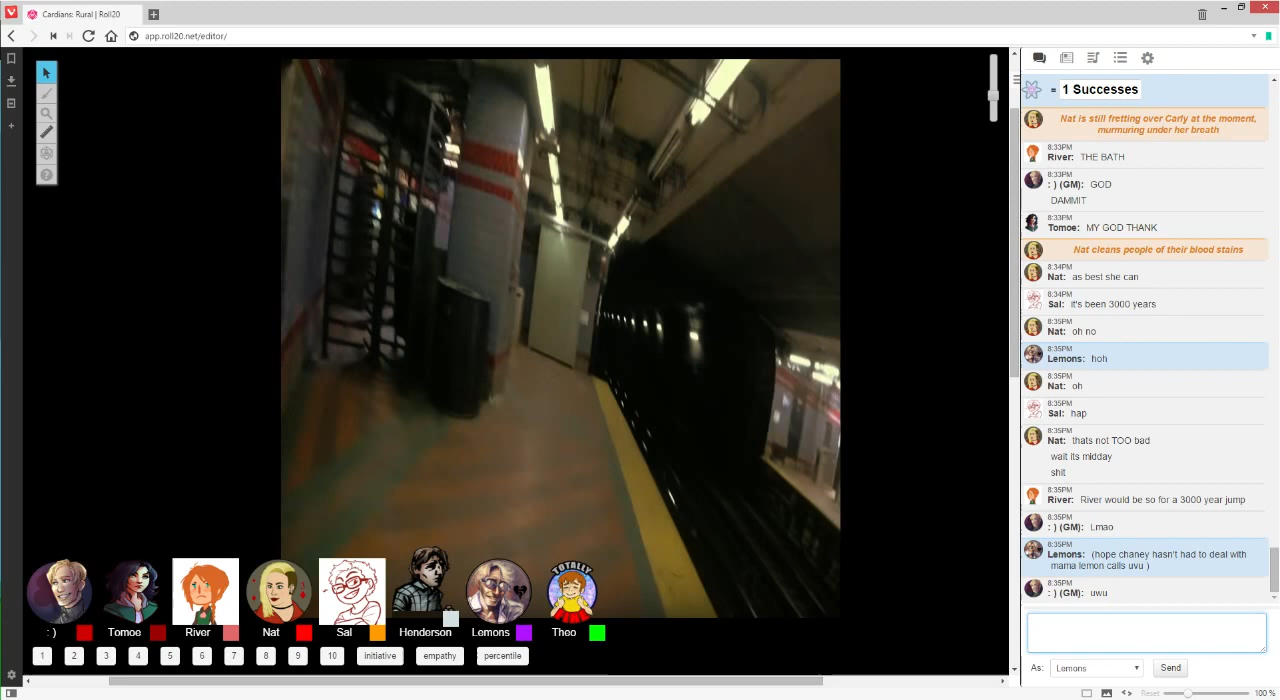 Cardians: Rural | Roll20
app.roll20.net/editor/
= 1 Successes
Nat is still fretting over Carly at the moment,
murmuring under her breath
8:33PM
River: THE BATH
8:33PM
: ) (GM): GOD
DAMMIT
8:33PM
Tomoe: MY GOD THANK
Nat cleans people of their blood stains
8:34PM
Nat: as best she can
8:34PM
Sal: it's been 3000 years
8:35PM
Nat: oh no
8:35PM
Lemons: hoh
8:35PM
Nat: oh
8:35PM
Sal: hap
8:35PM
Nat: thats not TOO bad
wait its midday
shit
8:35PM
River: River would be so for a 3000 year jump
8:35PM
: ) (GM): Lmao
8:35PM
Lemons: (hope chaney hasn't had to deal with
mama lemon calls uvu )
8:35PM
: ) (GM): uwu
TOTALLY
: ) Tomoe River Nat Sal Henderson Lemons Theo
1 2 3 4 5 6 7 8 9 10 initiative empathy percentile
As: Lemons Send
Reset 100 %